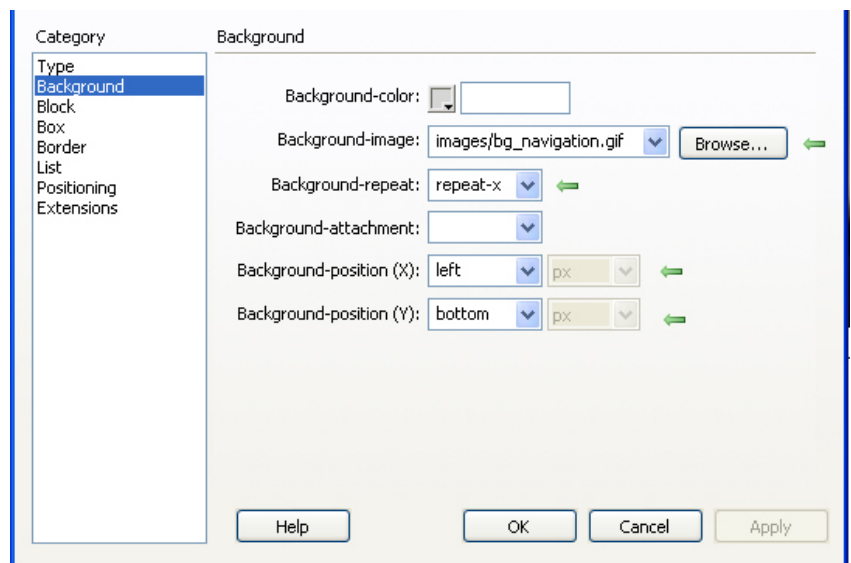 Category
Background
Type
Background
Block
Box
Border
List
Positioning
Extensions
Background-color:
Background-image: images/bg_navigation.gif Browse...
Background-repeat: repeat-x
Background-attachment:
Background-position (X): left px
Background-position (Y): bottom px
Help OK Cancel Apply